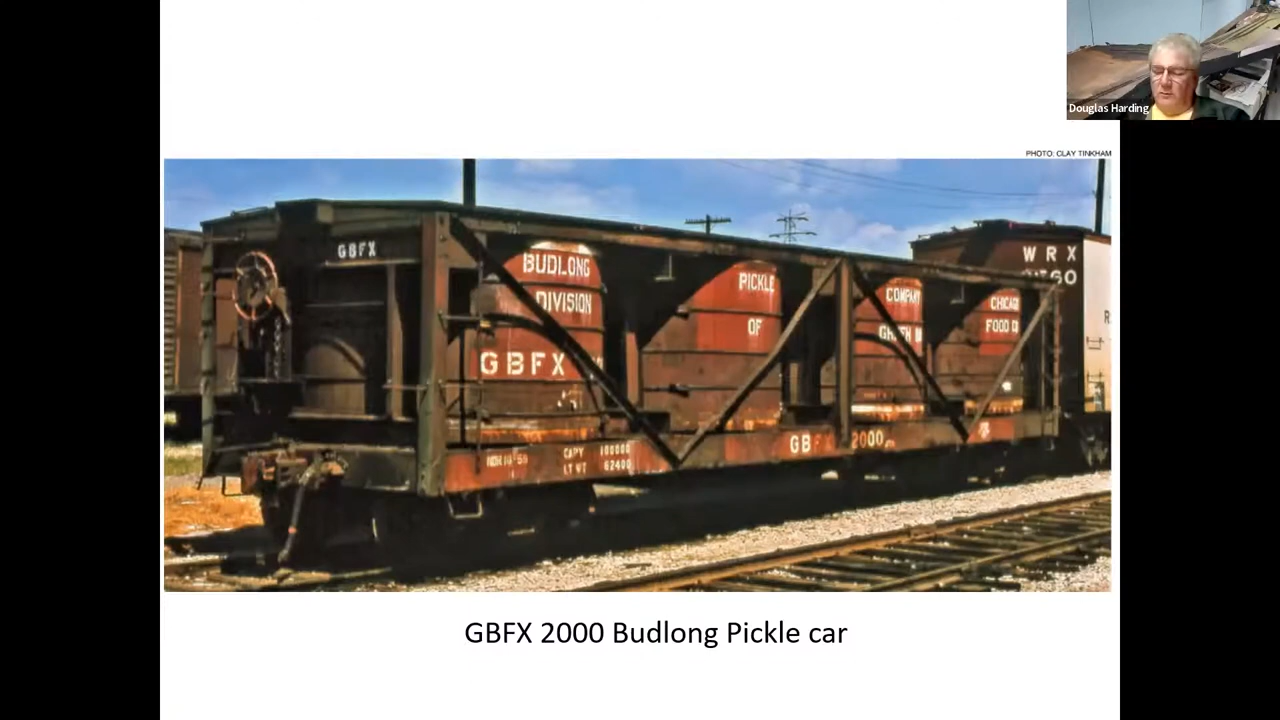 Douglas Harding
PHOTO: CLAY TINKHAM
GBFX
WRX
BUDLONG
PICKLE
COMPANY
CHICAGO
DIVISION
OF
FOOD
GBFX
GBFX 2000
CAPY 100000
LT WT 62400
GBFX 2000 Budlong Pickle car